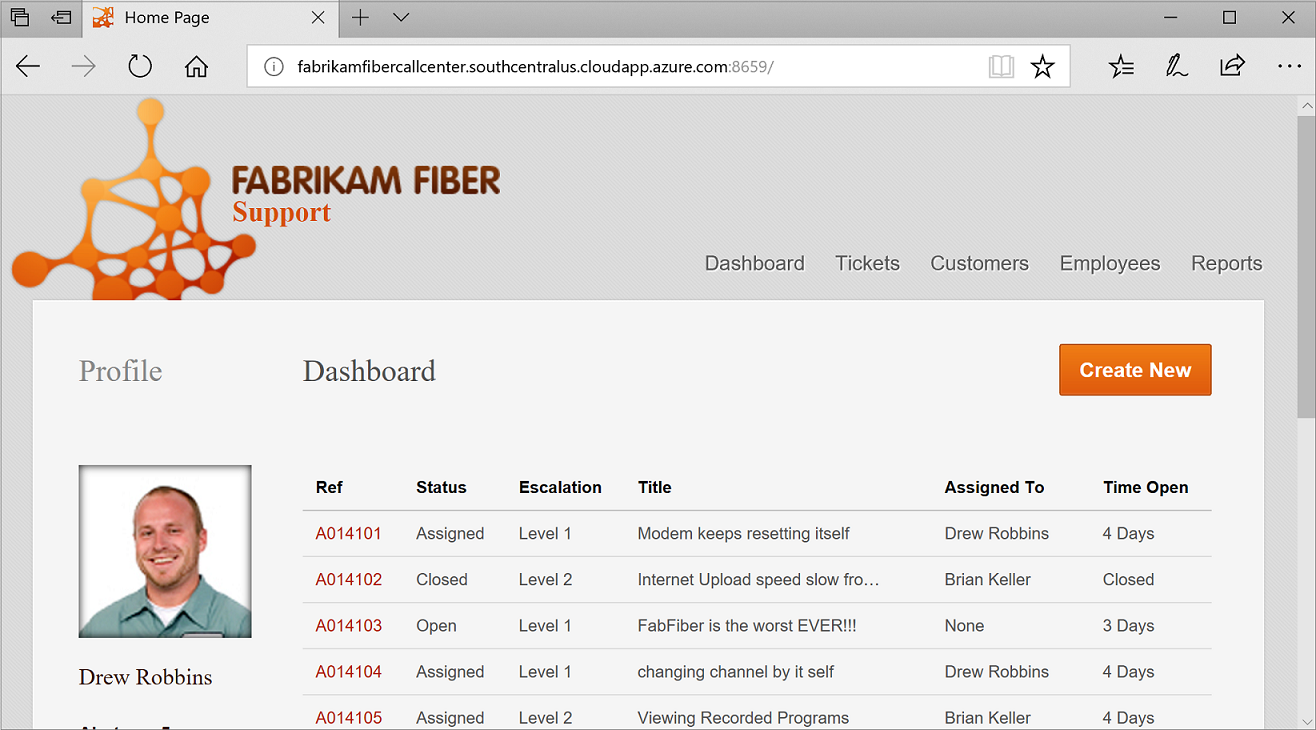 Home Page
fabrikamfibercallcenter.southcentralus.cloudapp.azure.com:8659/
FABRIKAM FIBER
Support
Dashboard Tickets Customers Employees Reports
Profile
Dashboard
Create New
Ref Status Escalation Title Assigned To Time Open
A014101 Assigned Level 1 Modem keeps resetting itself Drew Robbins 4 Days
A014102 Closed Level 2 Internet Upload speed slow fro… Brian Keller Closed
A014103 Open Level 1 FabFiber is the worst EVER!!! None 3 Days
A014104 Assigned Level 1 changing channel by it self Drew Robbins 4 Days
A014105 Assigned Level 2 Viewing Recorded Programs Brian Keller 4 Days
Drew Robbins